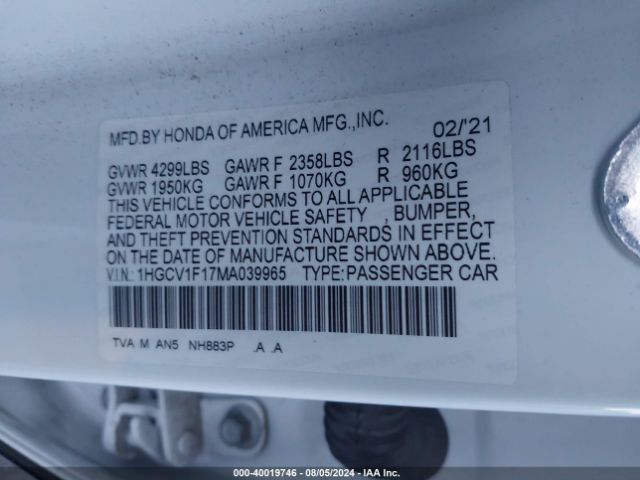 MFD.BY HONDA OF AMERICA MFG.,INC. 02/'21
GVWR 4299LBS GAWR F 2358LBS R 2116LBS
GVWR 1950KG GAWR F 1070KG R 960KG
THIS VEHICLE CONFORMS TO ALL APPLICABLE
FEDERAL MOTOR VEHICLE SAFETY , BUMPER,
AND THEFT PREVENTION STANDARDS IN EFFECT
ON THE DATE OF MANUFACTURE SHOWN ABOVE.
V.I.N.: 1HGCV1F17MA039965 TYPE: PASSENGER CAR
TVA M AN5 NH883P .A .A
000-40019746 - 08/05/2024 - IAA Inc.